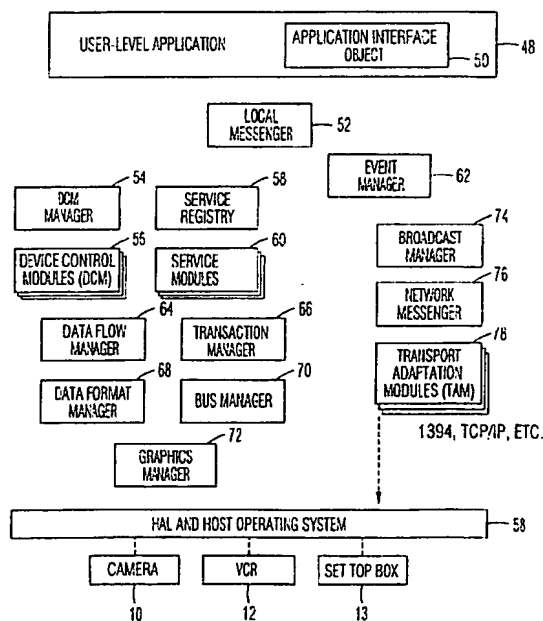 USER-LEVEL APPLICATION
APPLICATION INTERFACE
OBJECT
50
48
LOCAL
MESSENGER
52
EVENT
MANAGER
62
54
DCM
MANAGER
58
SERVICE
REGISTRY
74
BROADCAST
MANAGER
56
DEVICE CONTROL
MODULES (DCM)
60
SERVICE
MODULES
76
NETWORK
MESSENGER
64
DATA FLOW
MANAGER
66
TRANSACTION
MANAGER
78
TRANSPORT
ADAPTATION
MODULES (TAM)
68
DATA FORMAT
MANAGER
70
BUS MANAGER
1394, TCP/IP, ETC.
72
GRAPHICS
MANAGER
HAL AND HOST OPERATING SYSTEM
58
CAMERA
VCR
SET TOP BOX
10
12
13